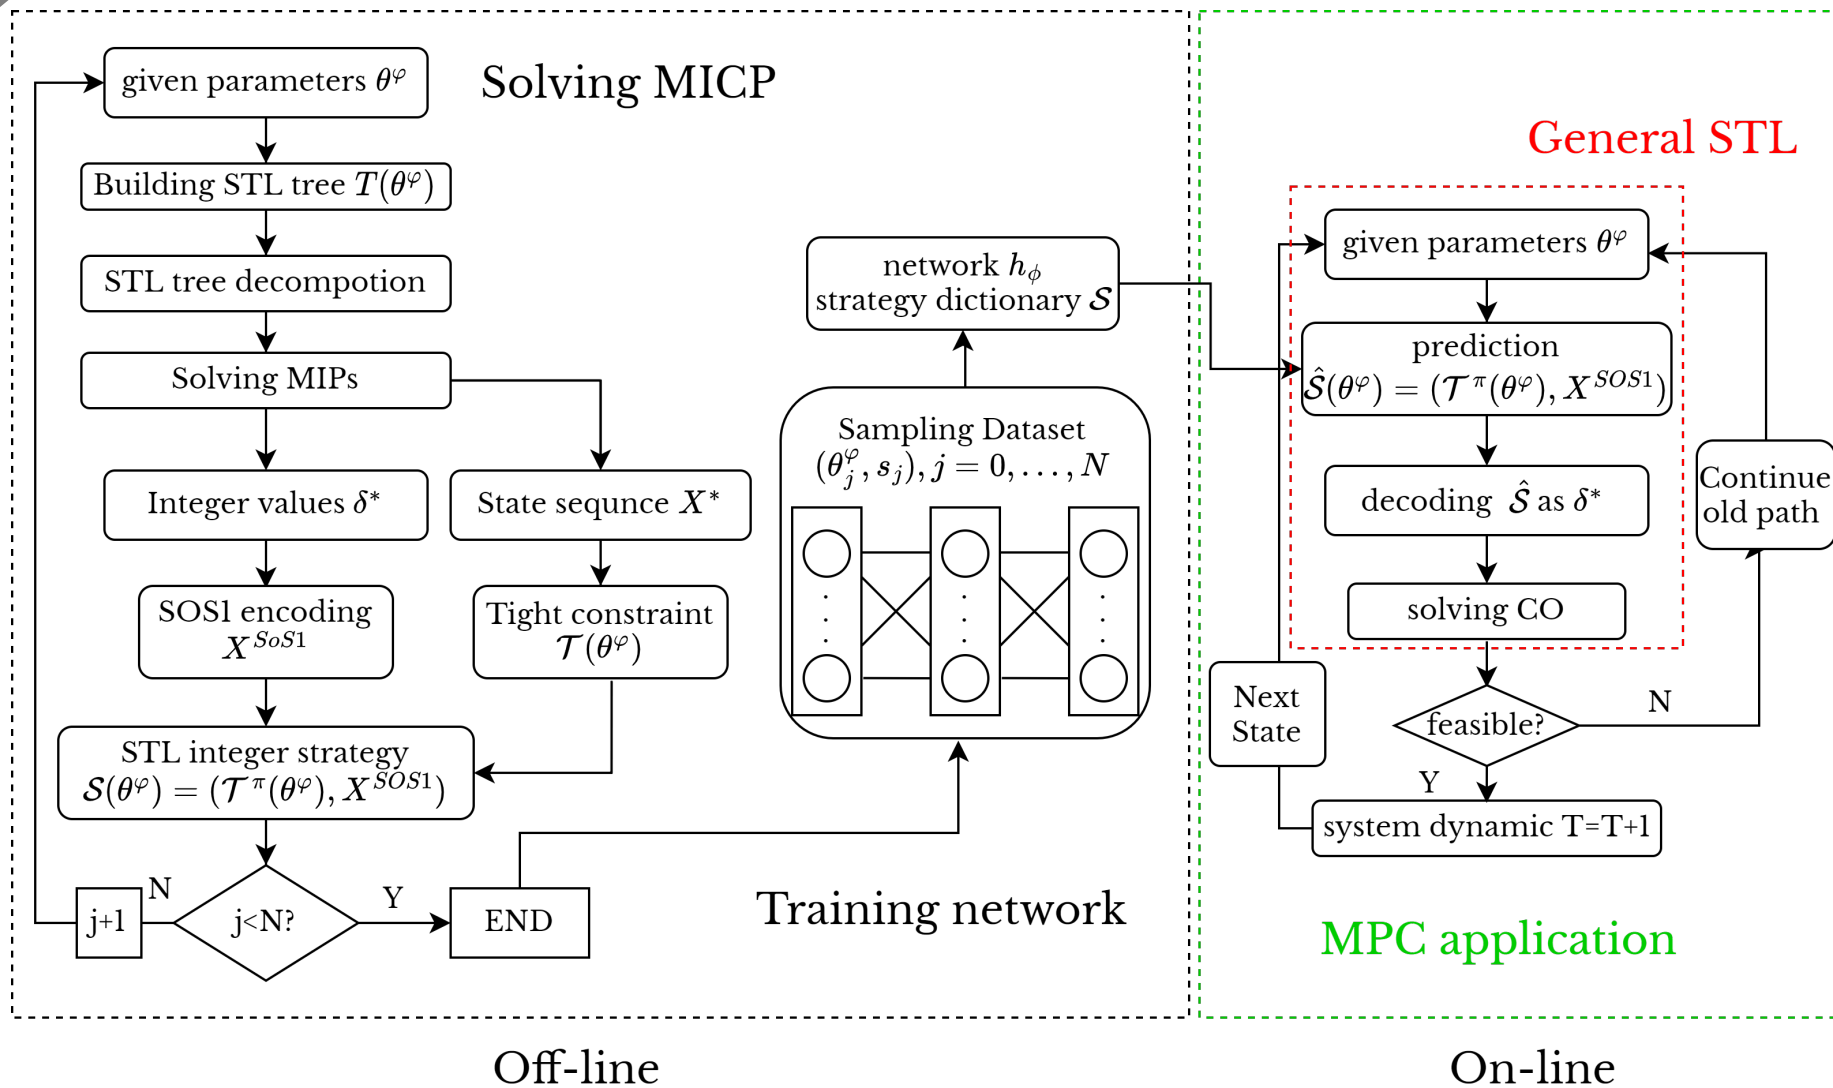 Solving MICP
given parameters θ^φ
Building STL tree T(θ^φ)
STL tree decompotion
Solving MIPs
Integer values δ*
State sequnce X*
SOS1 encoding
X^{SoS1}
Tight constraint
𝒯(θ^φ)
STL integer strategy
𝒮(θ^φ) = (𝒯^π(θ^φ), X^{SOS1})
j<N?
N
j+1
Y
END
network h_ϕ
strategy dictionary 𝒮
Sampling Dataset
(θ_j^φ, s_j), j = 0, . . . , N
Training network
Off-line
General STL
given parameters θ^φ
prediction
𝒮̂(θ^φ) = (𝒯^π(θ^φ), X^{SOS1})
decoding 𝒮̂ as δ*
solving CO
feasible?
N
Continue
old path
Y
system dynamic T=T+1
Next
State
MPC application
On-line